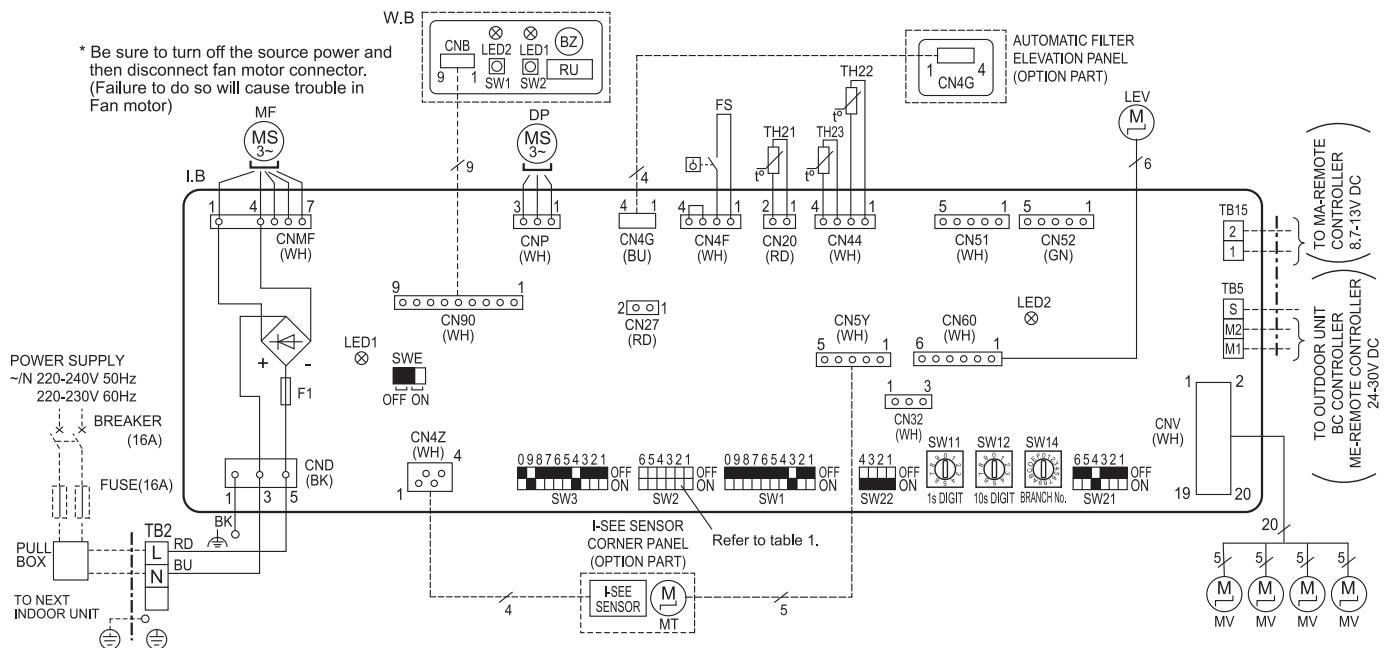 * Be sure to turn off the source power and
then disconnect fan motor connector.
(Failure to do so will cause trouble in
Fan motor)
W.B
CNB
9 1
LED2 LED1
SW1 SW2
BZ
RU
1 4
CN4G
AUTOMATIC FILTER
ELEVATION PANEL
(OPTION PART)
MF
MS
3~
DP
MS
3~
9
4
FS
TH21
t°
TH23
t°
TH22
t°
LEV
M
6
I.B
1 4 7
CNMF
(WH)
3 1
CNP
(WH)
4 1
CN4G
(BU)
4 1
CN4F
(WH)
2 1
CN20
(RD)
4 1
CN44
(WH)
5 1
CN51
(WH)
5 1
CN52
(GN)
TB15
2
1
TO MA-REMOTE
CONTROLLER
8.7-13V DC
TB5
S
M2
M1
TO OUTDOOR UNIT
BC CONTROLLER
ME-REMOTE CONTROLLER
24-30V DC
9 1
CN90
(WH)
2 1
CN27
(RD)
LED2
5 1
CN5Y
(WH)
6 1
CN60
(WH)
1 3
CN32
(WH)
LED1
SWE
OFF ON
+ -
F1
POWER SUPPLY
~/N 220-240V 50Hz
220-230V 60Hz
BREAKER
(16A)
FUSE(16A)
PULL
BOX
TO NEXT
INDOOR UNIT
TB2
L
N
RD
BU
BK
1 3 5
CND
(BK)
CN4Z
(WH)
1 4
0987654321
OFF
ON
SW3
654321
OFF
ON
SW2
0987654321
OFF
ON
SW1
Refer to table 1.
4321
OFF
ON
SW22
SW11
1s DIGIT
SW12
10s DIGIT
SW14
BRANCH No.
654321
OFF
ON
SW21
1 2
CNV
(WH)
19 20
20
I-SEE SENSOR
CORNER PANEL
(OPTION PART)
4
I-SEE
SENSOR
M
MT
5
5 5 5 5
M M M M
MV MV MV MV